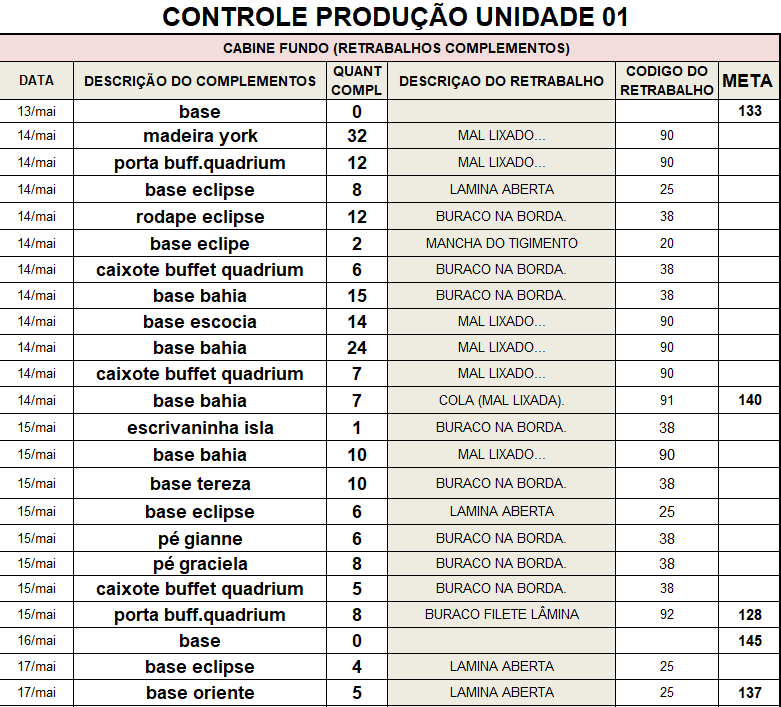 CONTROLE PRODUÇÃO UNIDADE 01
CABINE FUNDO (RETRABALHOS COMPLEMENTOS)
DATA DESCRIÇÃO DO COMPLEMENTOS QUANT COMPL DESCRIÇAO DO RETRABALHO CODIGO DO RETRABALHO META
13/mai base 0 133
14/mai madeira york 32 MAL LIXADO... 90
14/mai porta buff.quadrium 12 MAL LIXADO... 90
14/mai base eclipse 8 LAMINA ABERTA 25
14/mai rodape eclipse 12 BURACO NA BORDA. 38
14/mai base eclipe 2 MANCHA DO TIGIMENTO 20
14/mai caixote buffet quadrium 6 BURACO NA BORDA. 38
14/mai base bahia 15 BURACO NA BORDA. 38
14/mai base escocia 14 MAL LIXADO... 90
14/mai base bahia 24 MAL LIXADO... 90
14/mai caixote buffet quadrium 7 MAL LIXADO... 90
14/mai base bahia 7 COLA (MAL LIXADA). 91 140
15/mai escrivaninha isla 1 BURACO NA BORDA. 38
15/mai base bahia 10 MAL LIXADO... 90
15/mai base tereza 10 BURACO NA BORDA. 38
15/mai base eclipse 6 LAMINA ABERTA 25
15/mai pé gianne 6 BURACO NA BORDA. 38
15/mai pé graciela 8 BURACO NA BORDA. 38
15/mai caixote buffet quadrium 5 BURACO NA BORDA. 38
15/mai porta buff.quadrium 8 BURACO FILETE LÂMINA 92 128
16/mai base 0 145
17/mai base eclipse 4 LAMINA ABERTA 25
17/mai base oriente 5 LAMINA ABERTA 25 137